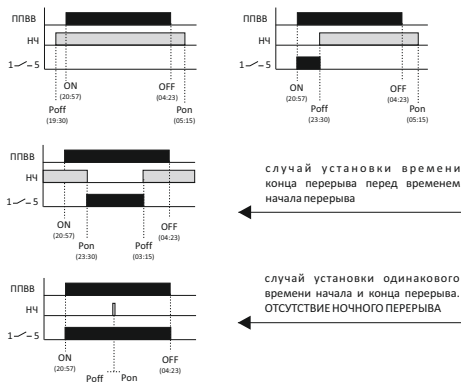 ППВВ
НЧ
1 5
ON
(20:57)
OFF
(04:23)
Poff
(19:30)
Pon
(05:15)
ППВВ
НЧ
1 5
ON
(20:57)
OFF
(04:23)
Poff
(23:30)
Pon
(05:15)
ППВВ
НЧ
1 5
ON
(20:57)
OFF
(04:23)
Pon
(23:30)
Poff
(03:15)
случай установки времени
конца перерыва перед временем
начала перерыва
ППВВ
НЧ
1 5
ON
(20:57)
OFF
(04:23)
Poff Pon
случай установки одинакового
времени начала и конца перерыва.
ОТСУТСТВИЕ НОЧНОГО ПЕРЕРЫВА